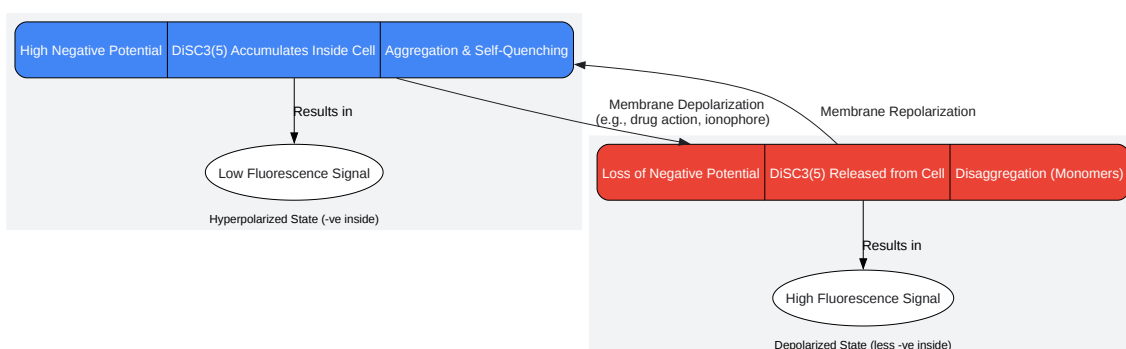 High Negative Potential
DiSC3(5) Accumulates Inside Cell
Aggregation & Self-Quenching
Results in
Low Fluorescence Signal
Hyperpolarized State (-ve inside)
Membrane Depolarization
(e.g., drug action, ionophore)
Membrane Repolarization
Loss of Negative Potential
DiSC3(5) Released from Cell
Disaggregation (Monomers)
Results in
High Fluorescence Signal
Depolarized State (less -ve inside)